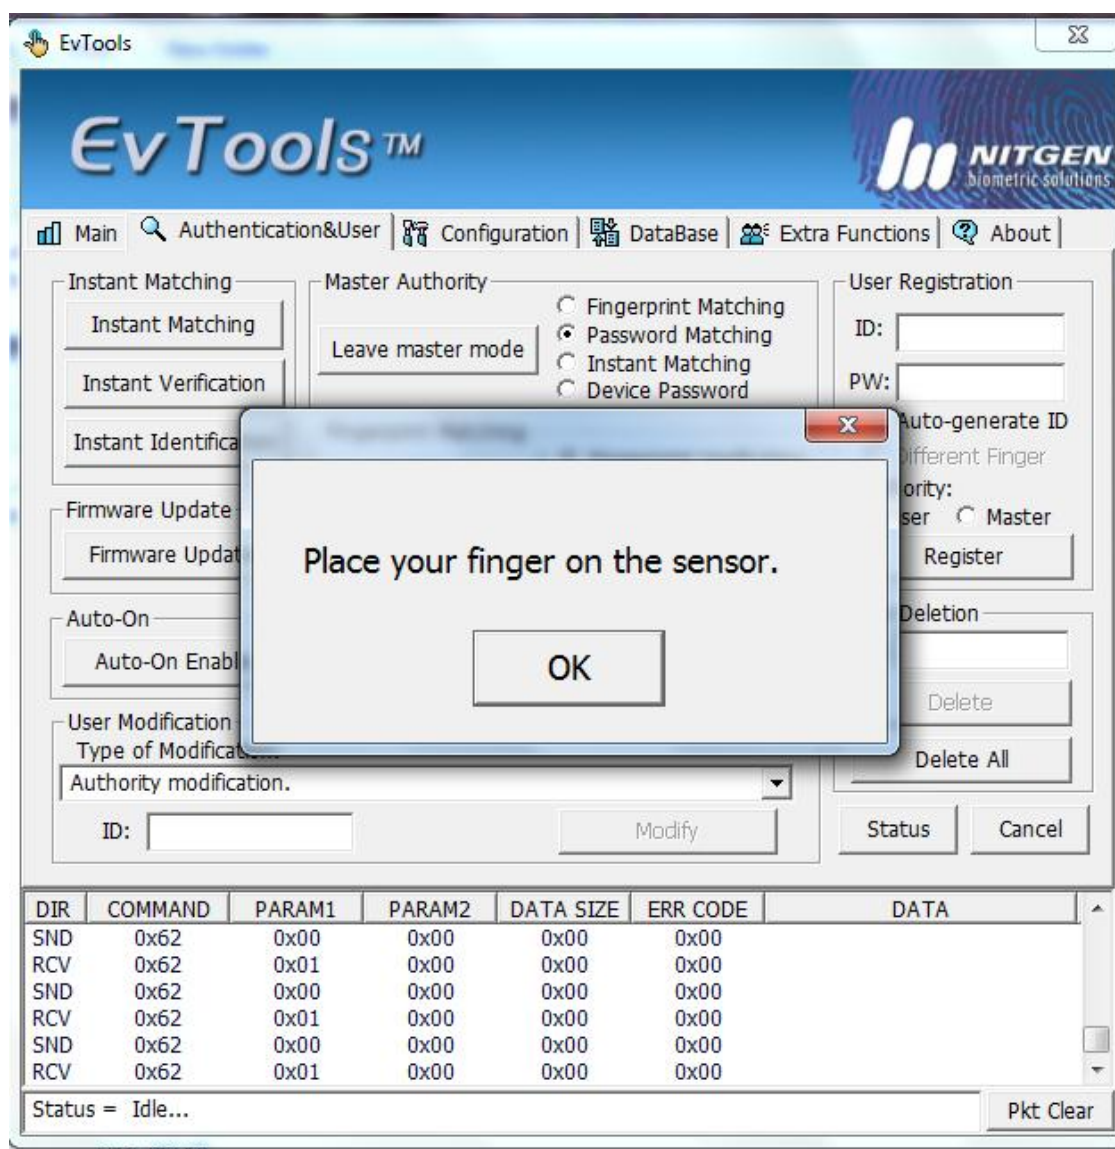 EvTools
EvTools™
NITGEN
biometric solutions
Main
Authentication&User
Configuration
DataBase
Extra Functions
About
Instant Matching
Instant Matching
Instant Verification
Instant Identifica
Master Authority
Leave master mode
Fingerprint Matching
Password Matching
Instant Matching
Device Password
User Registration
ID:
PW:
Auto-generate ID
ifferent Finger
ority:
ser Master
Register
Firmware Update
Firmware Updat
Auto-On
Auto-On Enabl
Place your finger on the sensor.
OK
Deletion
Delete
Delete All
User Modification
Type of Modifica
Authority modification.
ID:
Modify
Status
Cancel
DIR COMMAND PARAM1 PARAM2 DATA SIZE ERR CODE DATA
SND 0x62 0x00 0x00 0x00 0x00
RCV 0x62 0x01 0x00 0x00 0x00
SND 0x62 0x00 0x00 0x00 0x00
RCV 0x62 0x01 0x00 0x00 0x00
SND 0x62 0x00 0x00 0x00 0x00
RCV 0x62 0x01 0x00 0x00 0x00
Status = Idle...
Pkt Clear